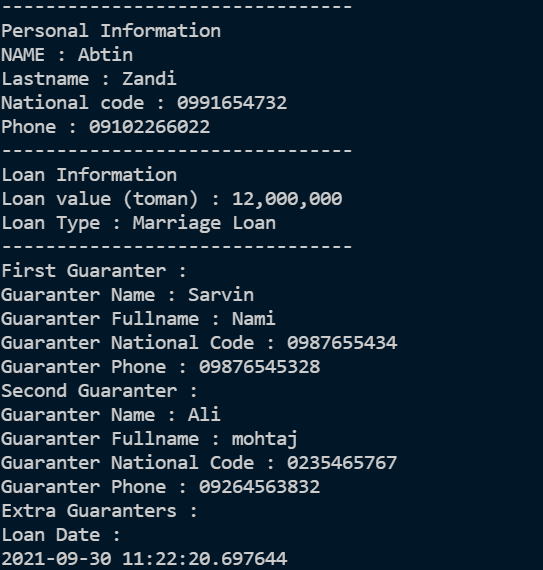 --------------------------------
Personal Information
NAME : Abtin
Lastname : Zandi
National code : 0991654732
Phone : 09102266022
--------------------------------
Loan Information
Loan value (toman) : 12,000,000
Loan Type : Marriage Loan
--------------------------------
First Guaranter :
Guaranter Name : Sarvin
Guaranter Fullname : Nami
Guaranter National Code : 0987655434
Guaranter Phone : 09876545328
Second Guaranter :
Guaranter Name : Ali
Guaranter Fullname : mohtaj
Guaranter National Code : 0235465767
Guaranter Phone : 09264563832
Extra Guaranters :
Loan Date :
2021-09-30 11:22:20.697644